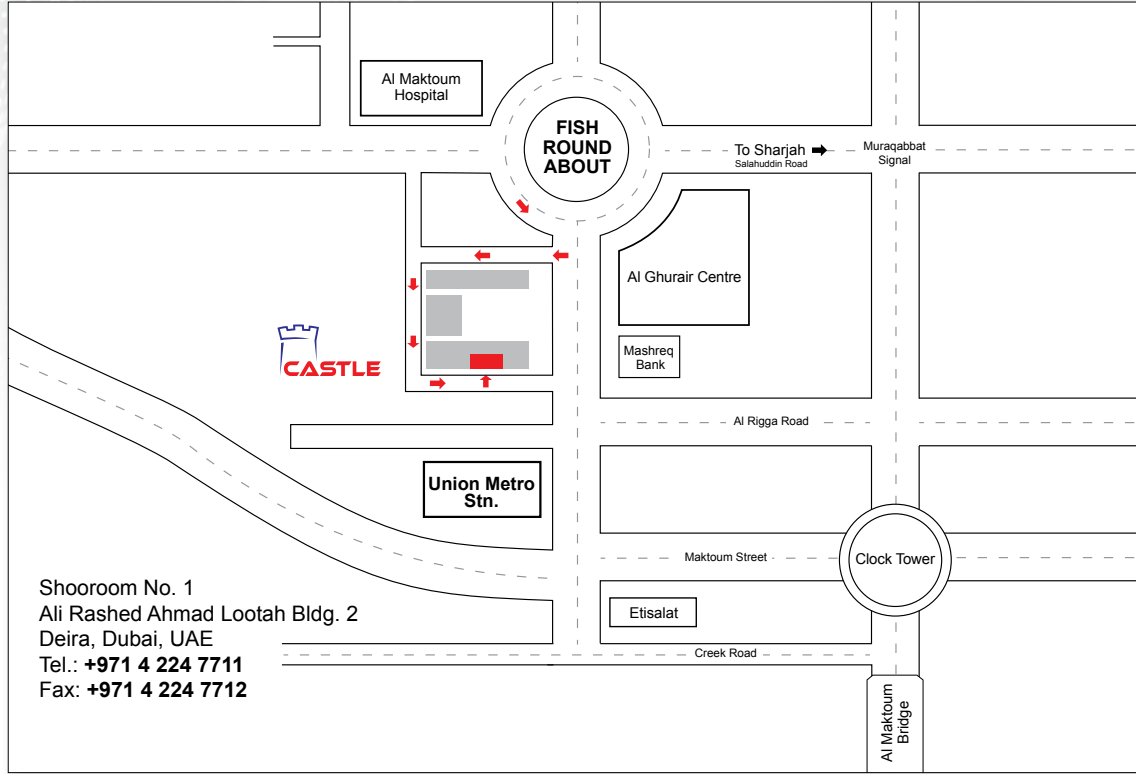 Al Maktoum
Hospital
FISH
ROUND
ABOUT
To Sharjah
Salahuddin Road
Muraqabbat
Signal
Al Ghurair Centre
CASTLE
Mashreq
Bank
Al Rigga Road
Union Metro
Stn.
Maktoum Street
Clock Tower
Etisalat
Creek Road
Al Maktoum
Bridge
Shooroom No. 1
Ali Rashed Ahmad Lootah Bldg. 2
Deira, Dubai, UAE
Tel.: +971 4 224 7711
Fax: +971 4 224 7712